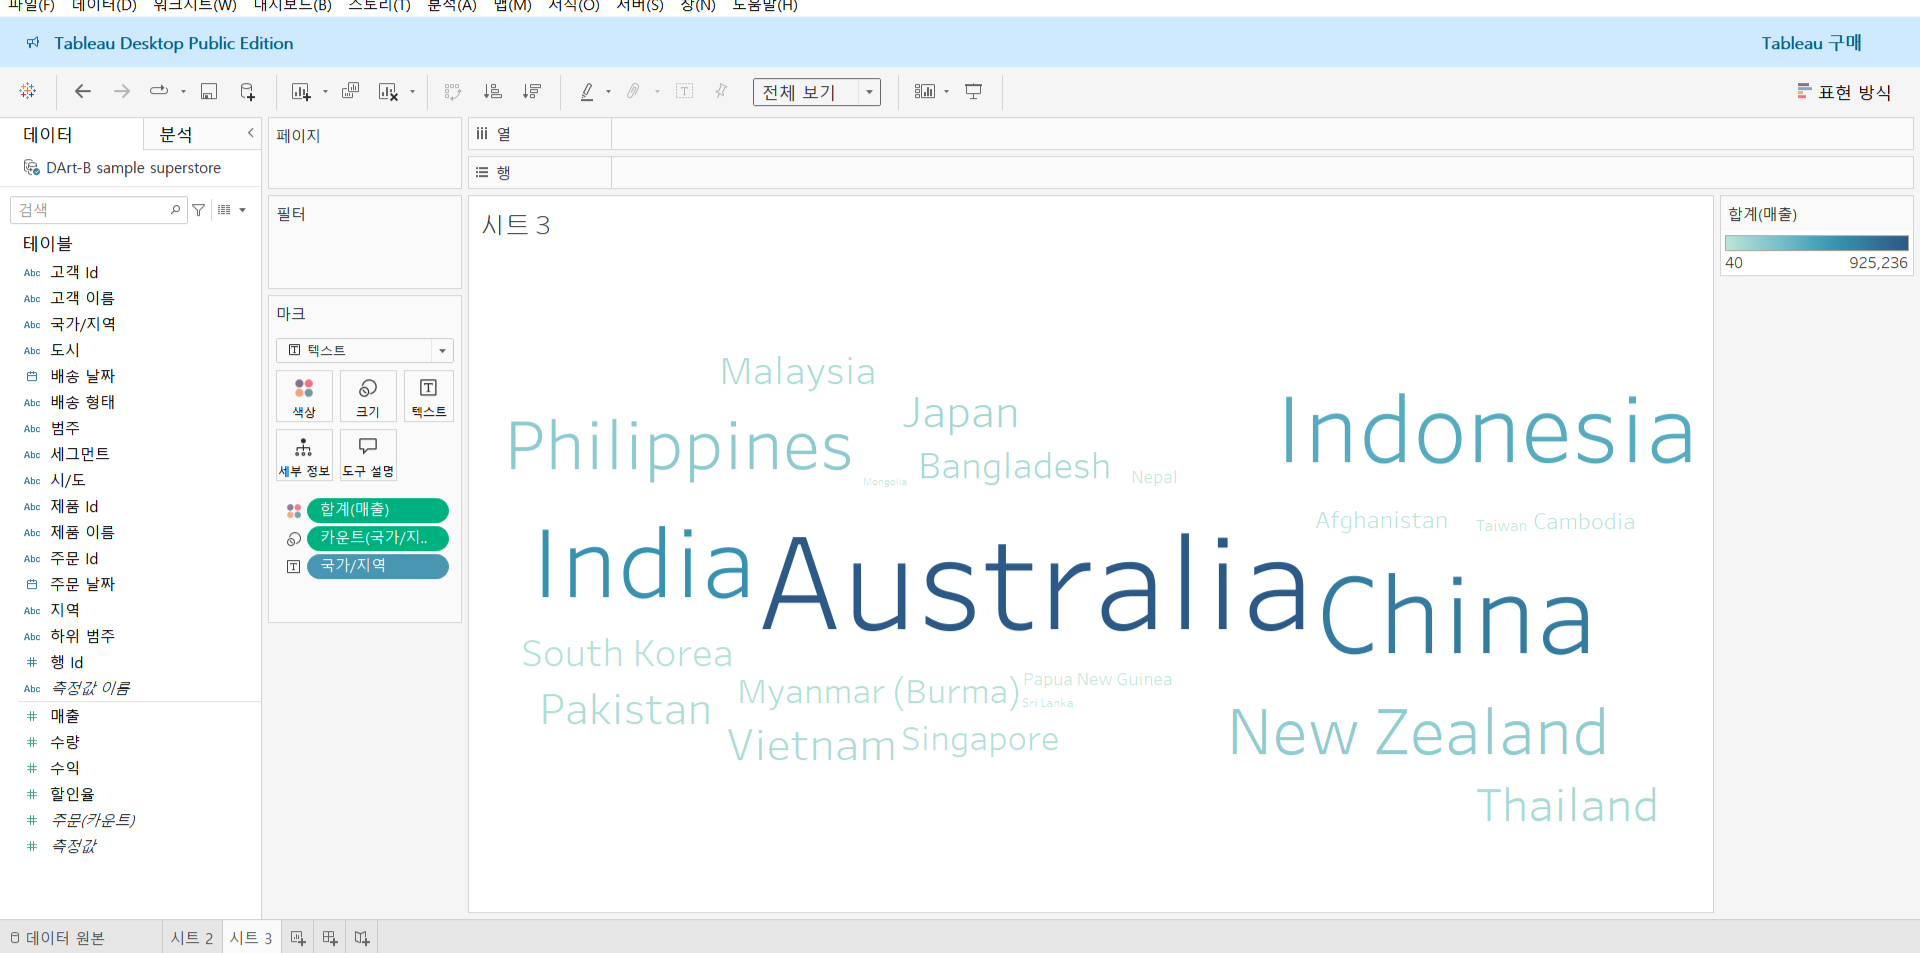 파일(F) 데이터(D) 워크시트(W) 대시보드(B) 스토리(T) 분석(A) 맵(M) 서식(O) 서버(S) 창(N) 도움말(H)
Tableau Desktop Public Edition
Tableau 구매
전체 보기
표현 방식
데이터
분석
DArt-B sample superstore
검색
테이블
Abc 고객 Id
Abc 고객 이름
Abc 국가/지역
Abc 도시
배송 날짜
Abc 배송 형태
Abc 범주
Abc 세그먼트
Abc 시/도
Abc 제품 Id
Abc 제품 이름
Abc 주문 Id
주문 날짜
Abc 지역
Abc 하위 범주
# 행 Id
Abc 측정값 이름
# 매출
# 수량
# 수익
# 할인율
# 주문(카운트)
# 측정값
페이지
필터
마크
텍스트
색상
크기
텍스트
세부 정보
도구 설명
합계(매출)
카운트(국가/지..
국가/지역
열
행
시트 3
Malaysia
Japan
Indonesia
Philippines
Bangladesh
Nepal
Mongolia
Afghanistan
Taiwan
Cambodia
India
Australia
China
South Korea
Myanmar (Burma)
Papua New Guinea
Sri Lanka
Pakistan
Vietnam
Singapore
New Zealand
Thailand
합계(매출)
40
925,236
데이터 원본
시트 2
시트 3